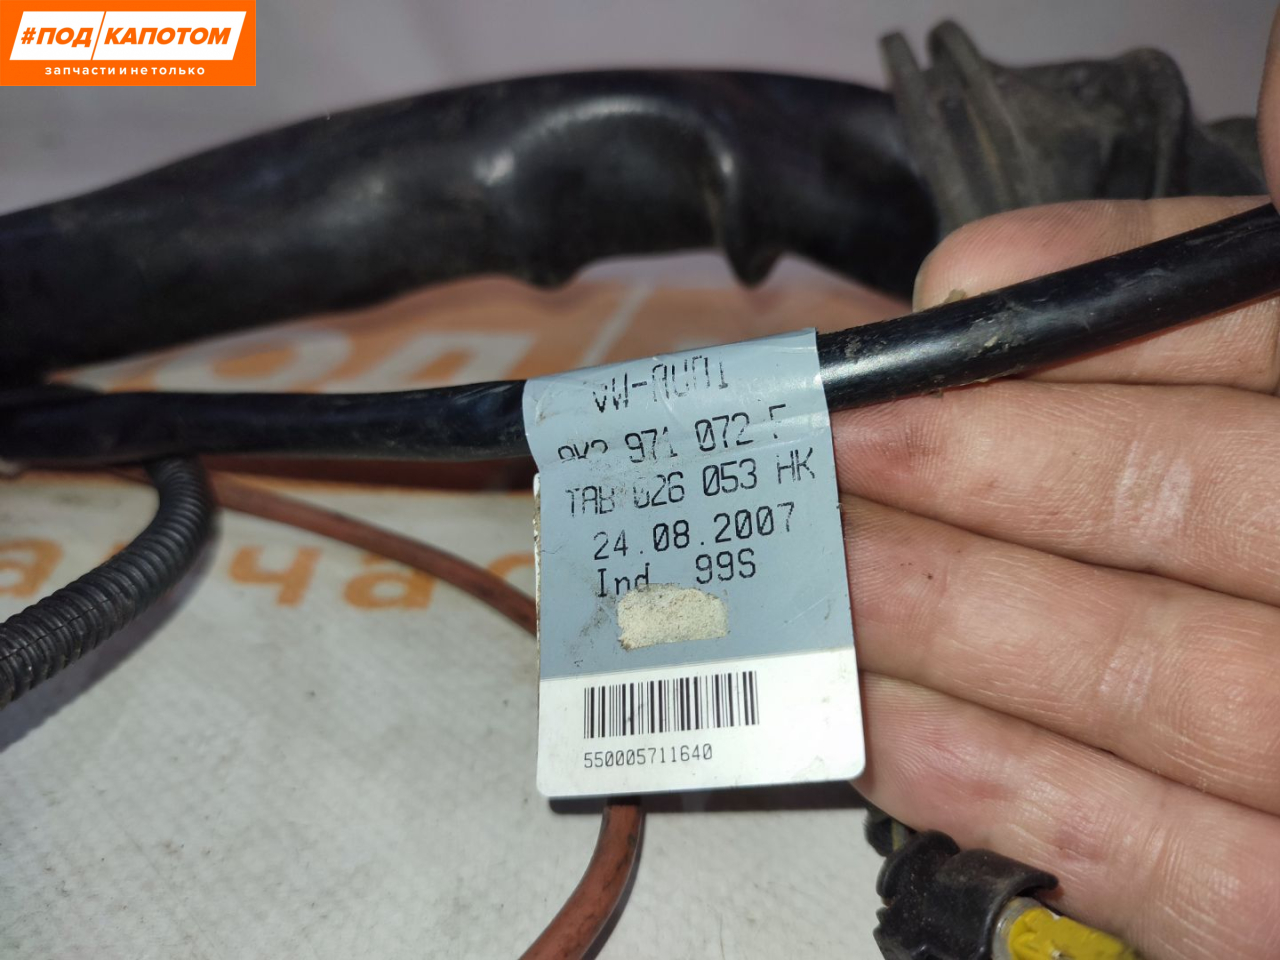 #ПОД КАПОТОМ
запчасти и не только
VW-AUDI
971 072 F
TAB 026 053 HK
24.08.2007
Ind. 99S
550005711640